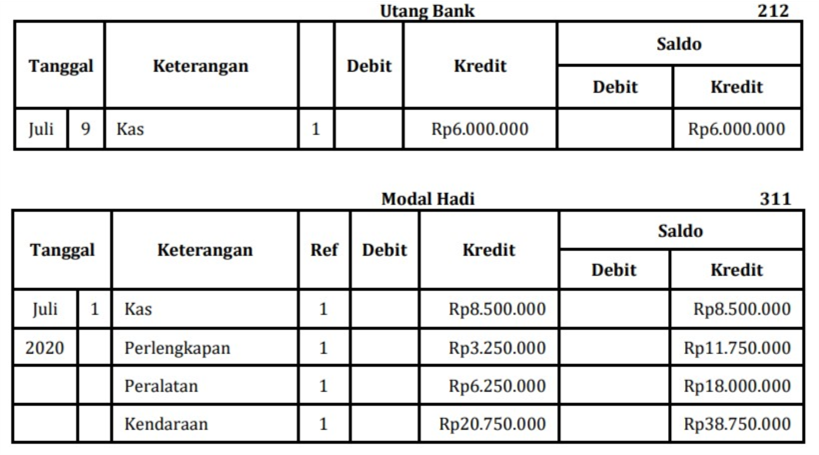 Utang Bank 212
Tanggal Keterangan Debit Kredit Saldo
Debit Kredit
Juli 9 Kas 1 Rp6.000.000 Rp6.000.000
Modal Hadi 311
Tanggal Keterangan Ref Debit Kredit Saldo
Debit Kredit
Juli 1 Kas 1 Rp8.500.000 Rp8.500.000
2020 Perlengkapan 1 Rp3.250.000 Rp11.750.000
Peralatan 1 Rp6.250.000 Rp18.000.000
Kendaraan 1 Rp20.750.000 Rp38.750.000